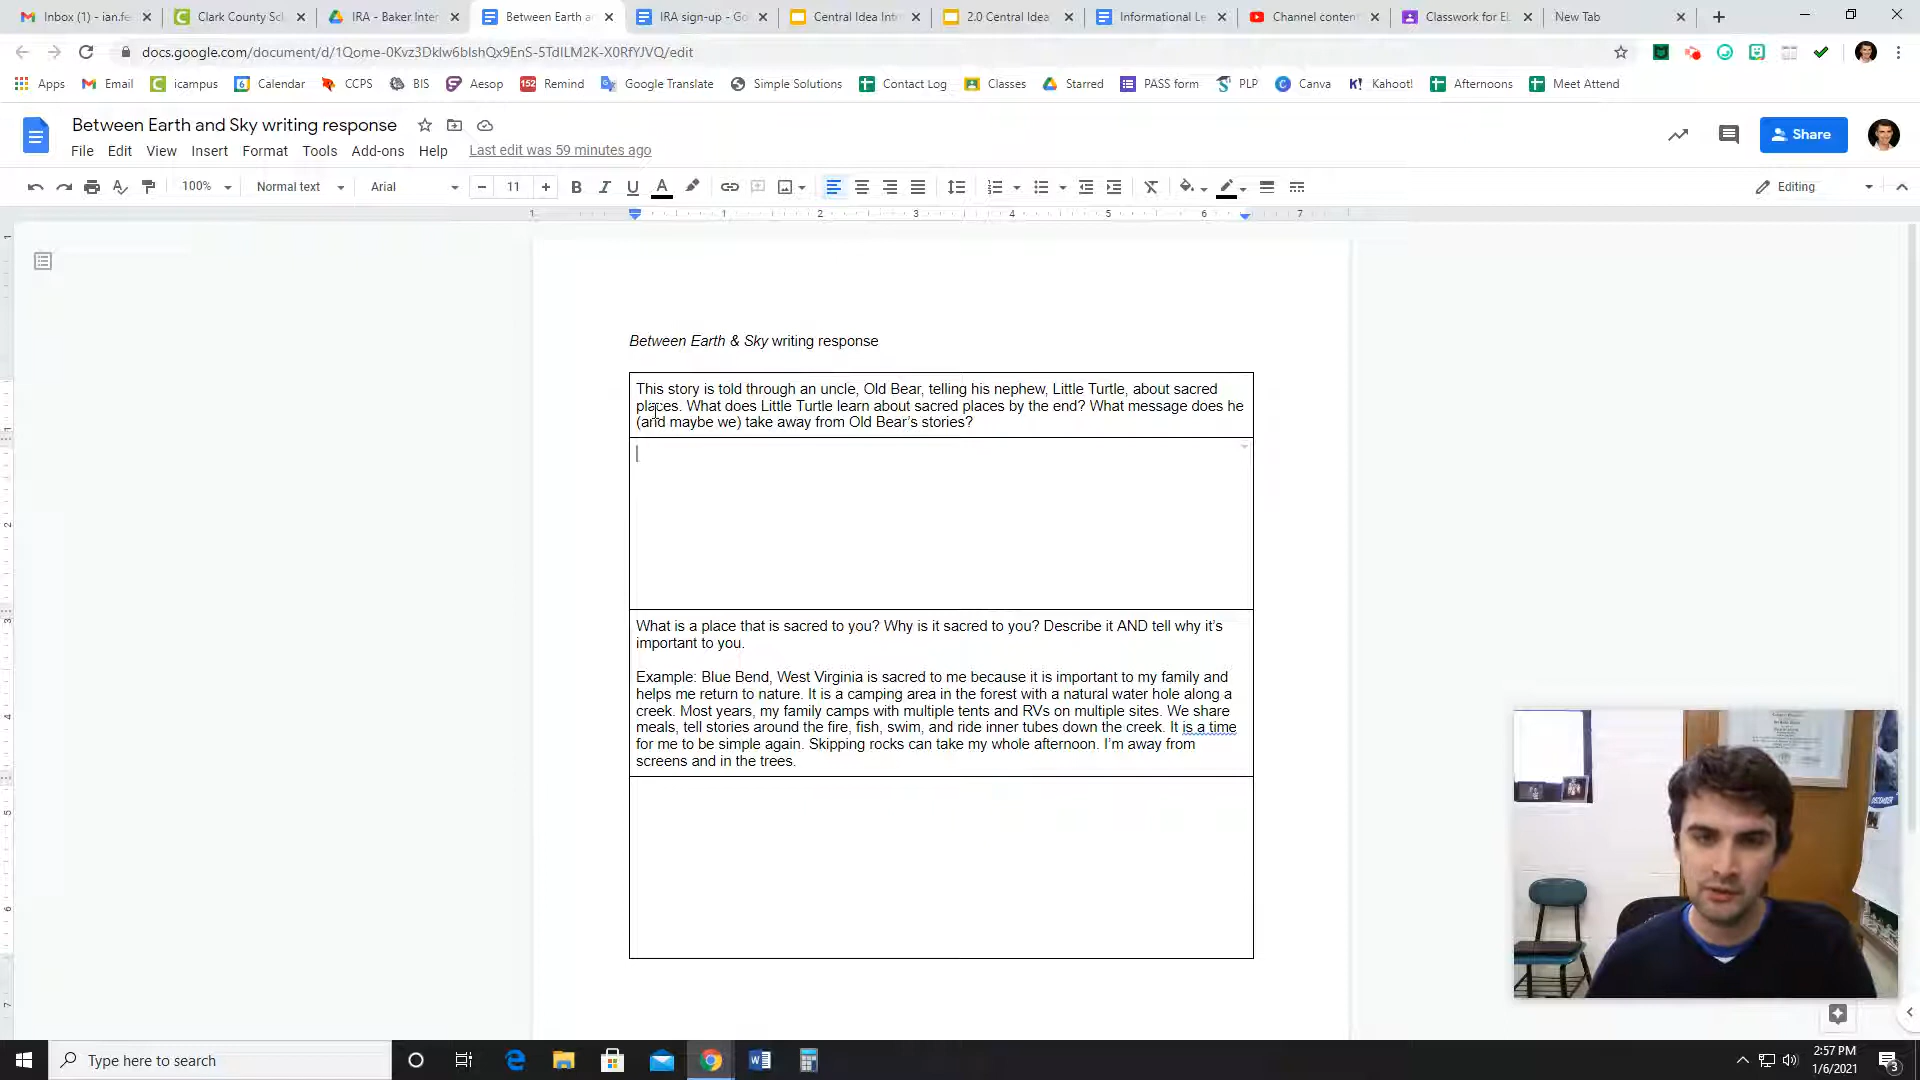 Inbox (1) - ian.fe
Clark County Sc
IRA - Baker Inter
Between Earth a
IRA sign-up - Go
Central Idea Int
2.0 Central Idea
Informational Le
Channel conten
Classwork for EL
New Tab
docs.google.com/document/d/1Qome-0Kvz3Dklw6blshQx9EnS-5TdlLM2K-X0RfYJVQ/edit
Apps
Email
icampus
Calendar
CCPS
BIS
Aesop
Remind
Google Translate
Simple Solutions
Contact Log
Classes
Starred
PASS form
PLP
Canva
Kahoot!
Afternoons
Meet Attend
Between Earth and Sky writing response
Share
File Edit View Insert Format Tools Add-ons Help Last edit was 59 minutes ago
100% Normal text Arial 11 B I U A Editing
1 1 2 3 4 5 6 7
Between Earth & Sky writing response
This story is told through an uncle, Old Bear, telling his nephew, Little Turtle, about sacred
places. What does Little Turtle learn about sacred places by the end? What message does he
(and maybe we) take away from Old Bear's stories?
What is a place that is sacred to you? Why is it sacred to you? Describe it AND tell why it's
important to you.
Example: Blue Bend, West Virginia is sacred to me because it is important to my family and
helps me return to nature. It is a camping area in the forest with a natural water hole along a
creek. Most years, my family camps with multiple tents and RVs on multiple sites. We share
meals, tell stories around the fire, fish, swim, and ride inner tubes down the creek. It is a time
for me to be simple again. Skipping rocks can take my whole afternoon. I'm away from
screens and in the trees.
Type here to search
2:57 PM
1/6/2021
3